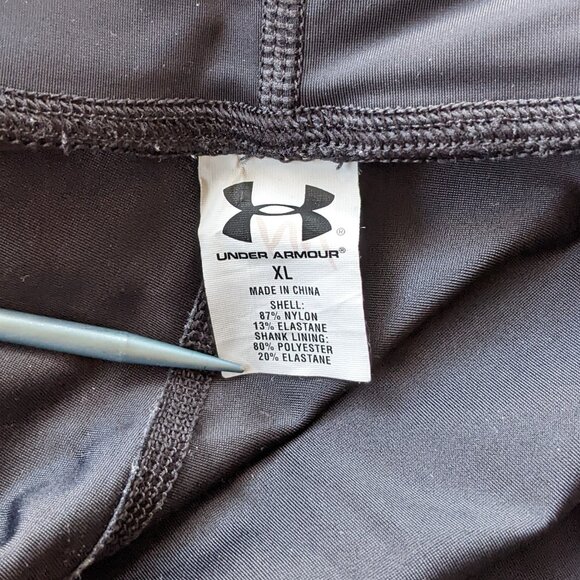 UNDER ARMOUR®
XL
MADE IN CHINA
SHELL:
87% NYLON
13% ELASTANE
SHANK LINING:
80% POLYESTER
20% ELASTANE